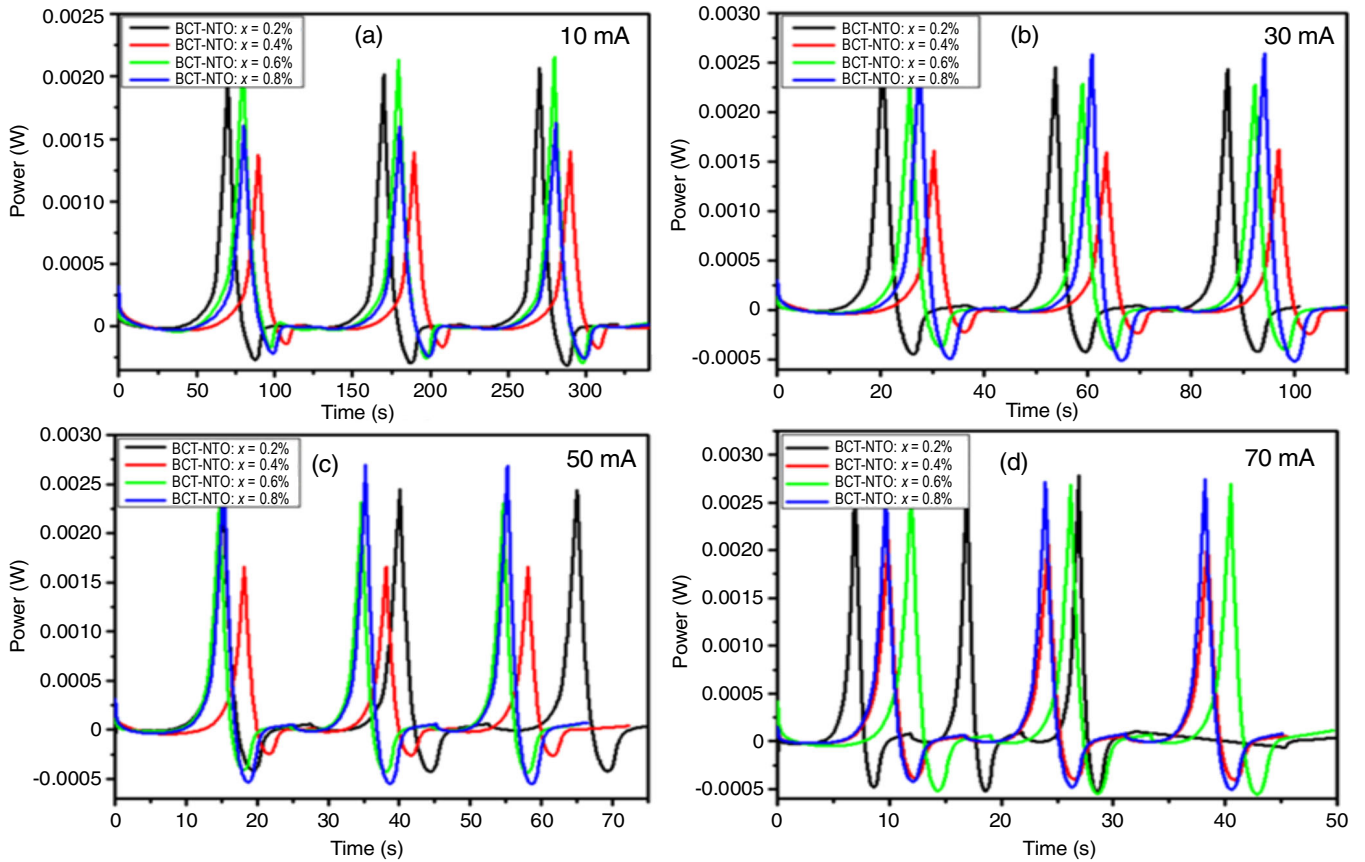 (a)
10 mA
BCT-NTO: x = 0.2%
BCT-NTO: x = 0.4%
BCT-NTO: x = 0.6%
BCT-NTO: x = 0.8%
Power (W)
0.0025
0.0020
0.0015
0.0010
0.0005
0
0 50 100 150 200 250 300
Time (s)
(b)
30 mA
BCT-NTO: x = 0.2%
BCT-NTO: x = 0.4%
BCT-NTO: x = 0.6%
BCT-NTO: x = 0.8%
Power (W)
0.0030
0.0025
0.0020
0.0015
0.0010
0.0005
0
-0.0005
0 20 40 60 80 100
Time (s)
(c)
50 mA
BCT-NTO: x = 0.2%
BCT-NTO: x = 0.4%
BCT-NTO: x = 0.6%
BCT-NTO: x = 0.8%
Power (W)
0.0030
0.0025
0.0020
0.0015
0.0010
0.0005
0
-0.0005
0 10 20 30 40 50 60 70
Time (s)
(d)
70 mA
BCT-NTO: x = 0.2%
BCT-NTO: x = 0.4%
BCT-NTO: x = 0.6%
BCT-NTO: x = 0.8%
Power (W)
0.0030
0.0025
0.0020
0.0015
0.0010
0.0005
0
-0.0005
0 10 20 30 40 50
Time (s)